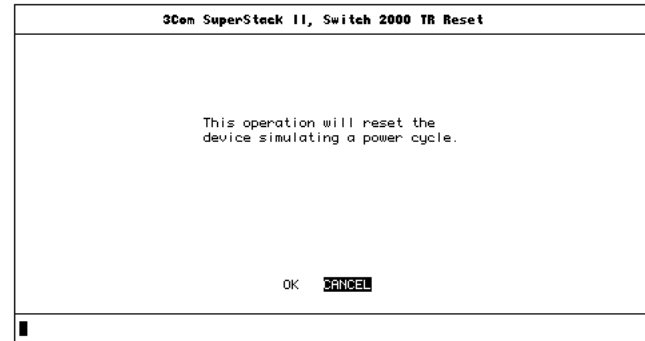 3Com SuperStack II, Switch 2000 TR Reset
This operation will reset the
device simulating a power cycle.
OK CANCEL